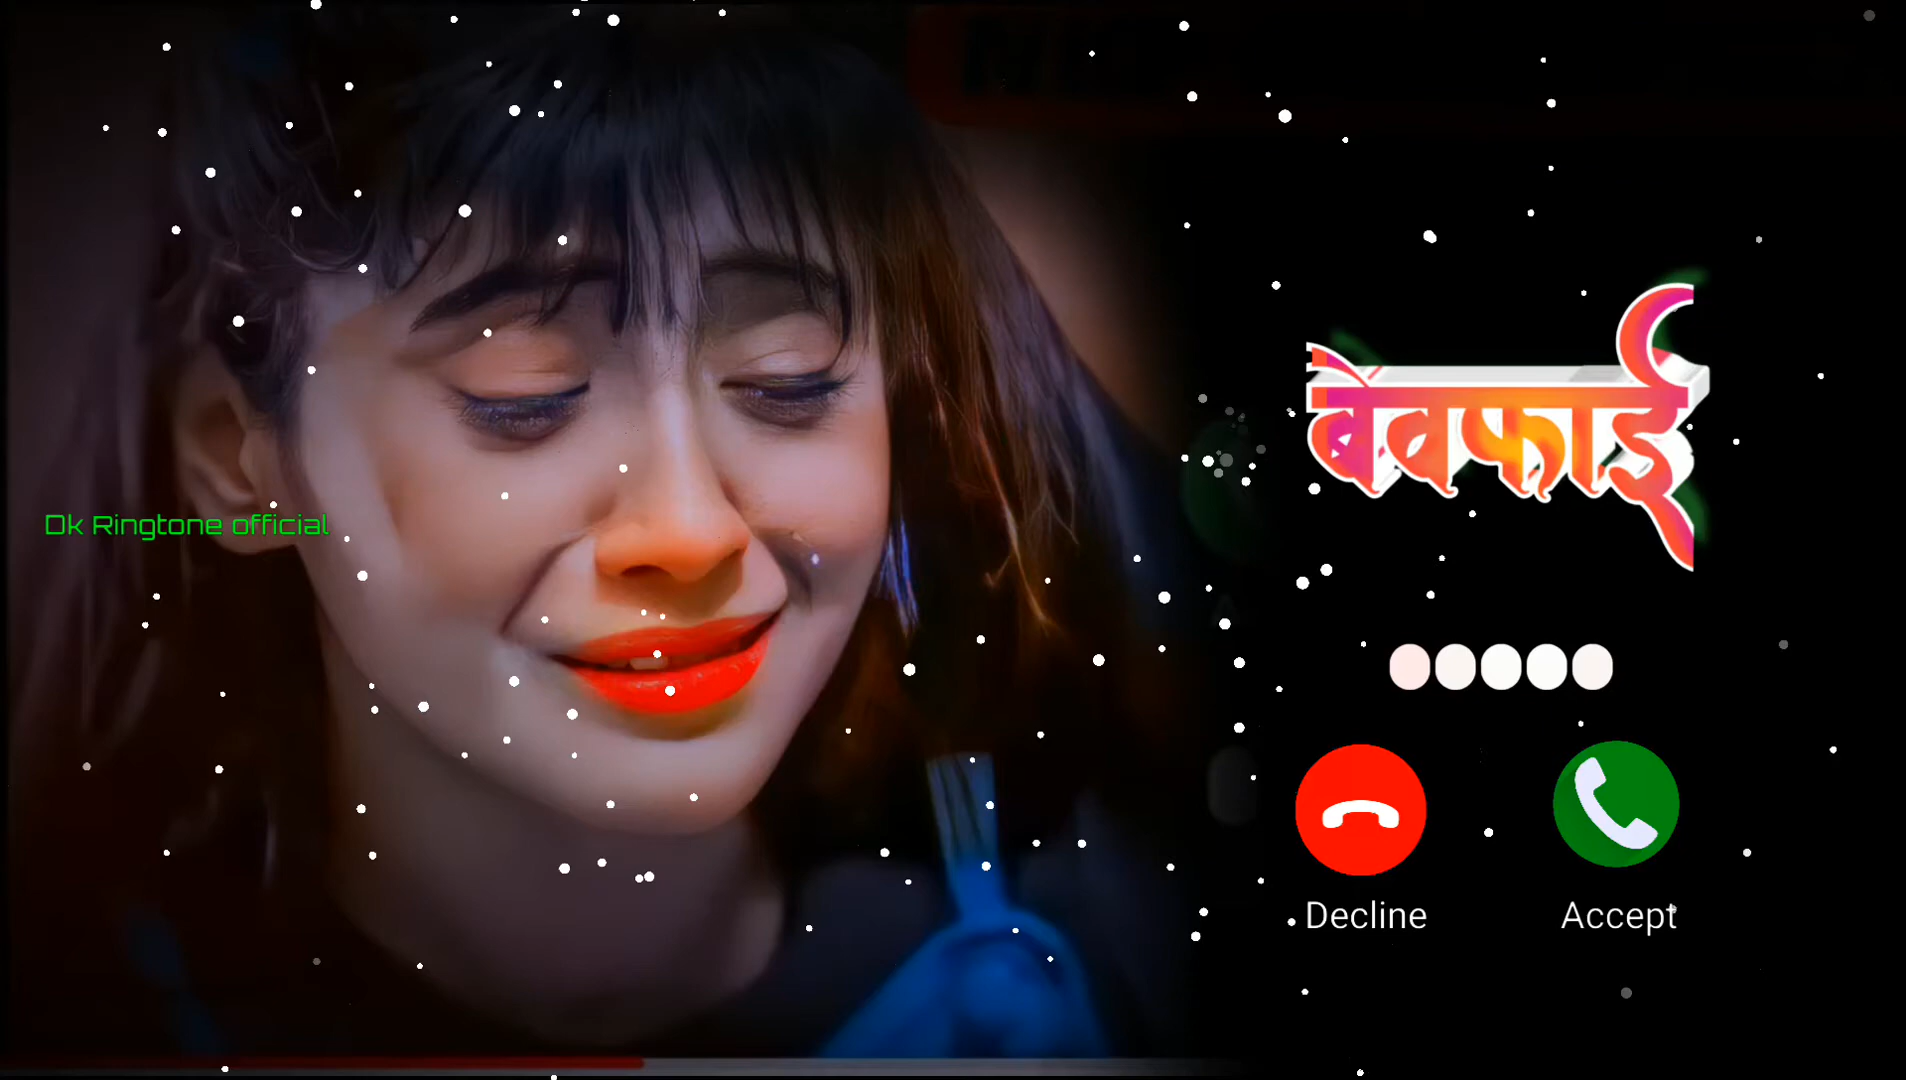 Dk Ringtone official
बेवफाई
Decline
Accept